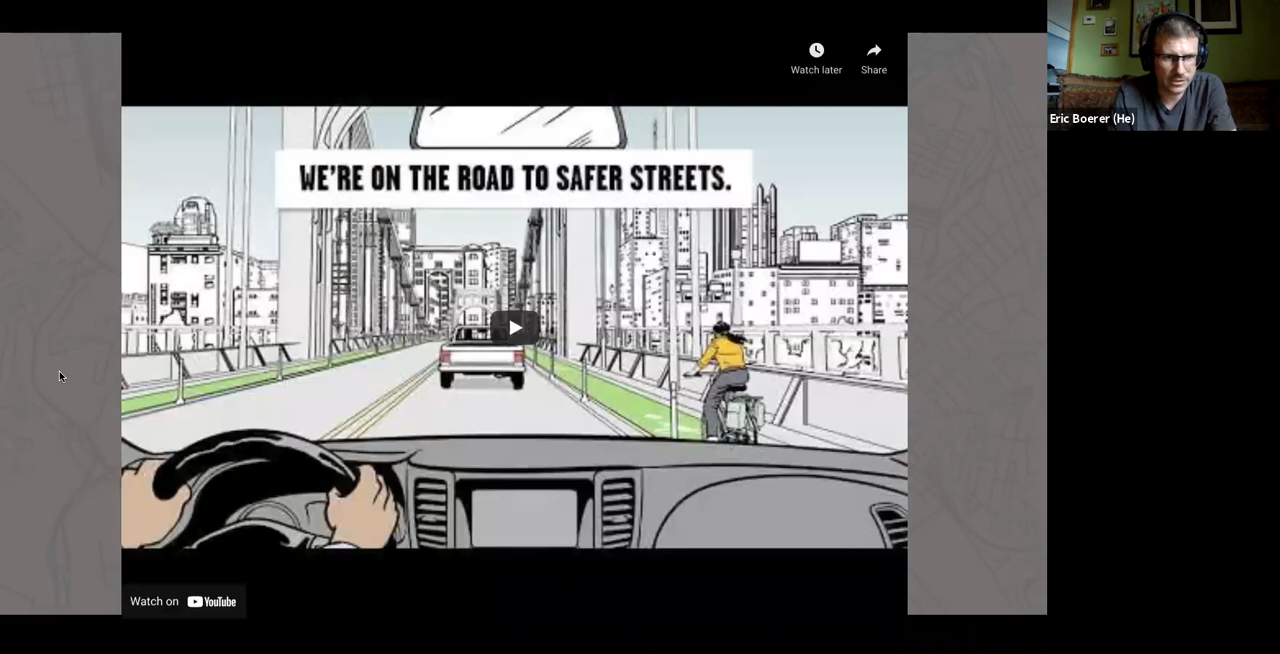 Watch later
Share
Eric Boerer (He)
WE'RE ON THE ROAD TO SAFER STREETS.
Watch on YouTube